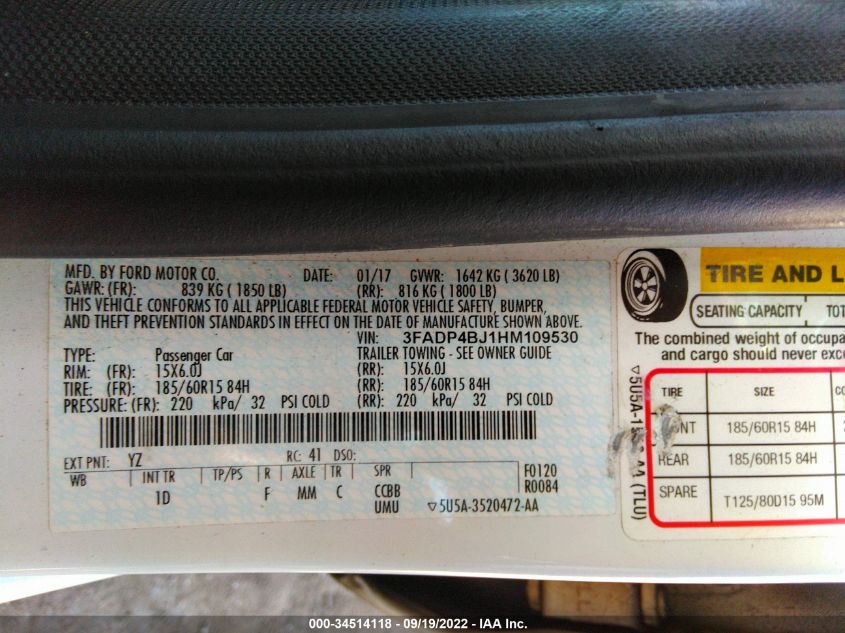 MFD. BY FORD MOTOR CO. DATE: 01/17 GVWR: 1642 KG ( 3620 LB)
GAWR: (FR): 839 KG ( 1850 LB) (RR): 816 KG ( 1800 LB)
THIS VEHICLE CONFORMS TO ALL APPLICABLE FEDERAL MOTOR VEHICLE SAFETY, BUMPER,
AND THEFT PREVENTION STANDARDS IN EFFECT ON THE DATE OF MANUFACTURE SHOWN ABOVE.
VIN: 3FADP4BJ1HM109530
TYPE: Passenger Car TRAILER TOWING - SEE OWNER GUIDE
RIM: (FR): 15X6.0J (RR): 15X6.0J
TIRE: (FR): 185/60R15 84H (RR): 185/60R15 84H
PRESSURE: (FR): 220 kPa/ 32 PSI COLD (RR): 220 kPa/ 32 PSI COLD
EXT PNT: YZ RC: 41 DSO:
WB INT TR TP/PS R AXLE TR SPR F0120
1D F MM C CCBB R0084
UMU ▽5U5A-3520472-AA
TIRE AND L
SEATING CAPACITY TOT
The combined weight of occupa
and cargo should never exce
TIRE SIZE
185/60R15 84H
REAR 185/60R15 84H
SPARE T125/80D15 95M
(TLU)
000-34514118 - 09/19/2022 - IAA Inc.